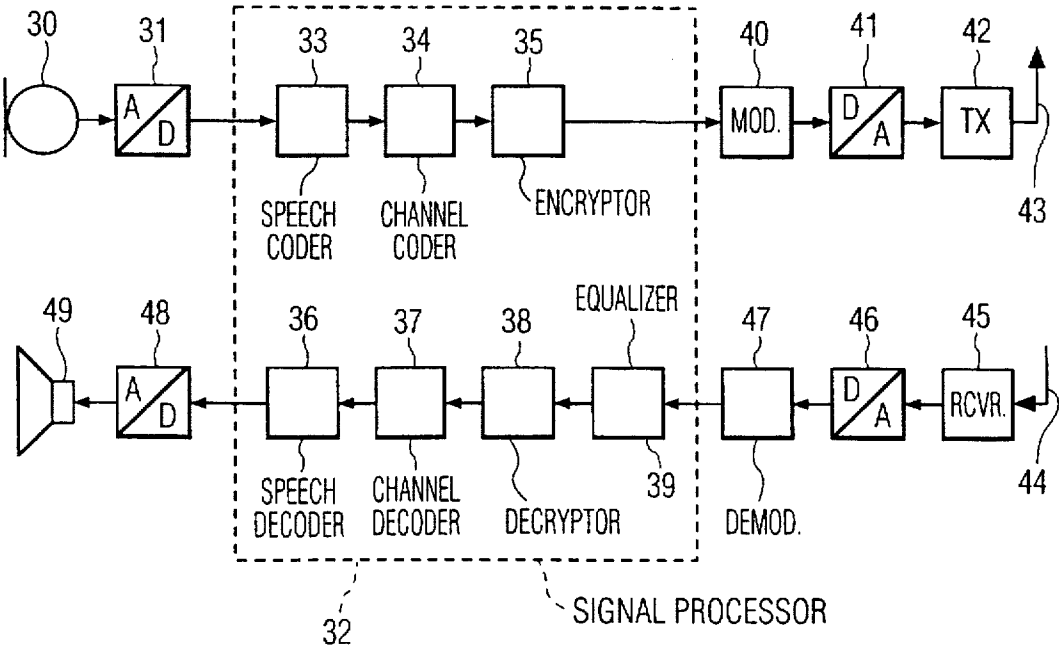 30 31 33 34 35 40 41 42
A D MOD. D A TX
SPEECH CODER
CHANNEL CODER
ENCRYPTOR
43
EQUALIZER
49 48 36 37 38 47 46 45
A D D A RCVR.
39
44
SPEECH DECODER
CHANNEL DECODER
DECRYPTOR
DEMOD.
32
SIGNAL PROCESSOR